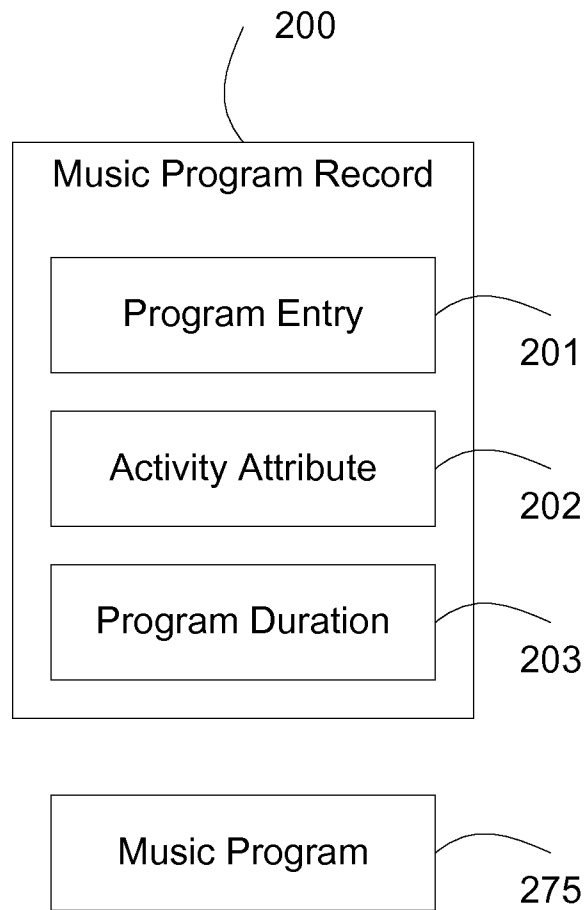 200
Music Program Record
Program Entry
201
Activity Attribute
202
Program Duration
203
Music Program
275